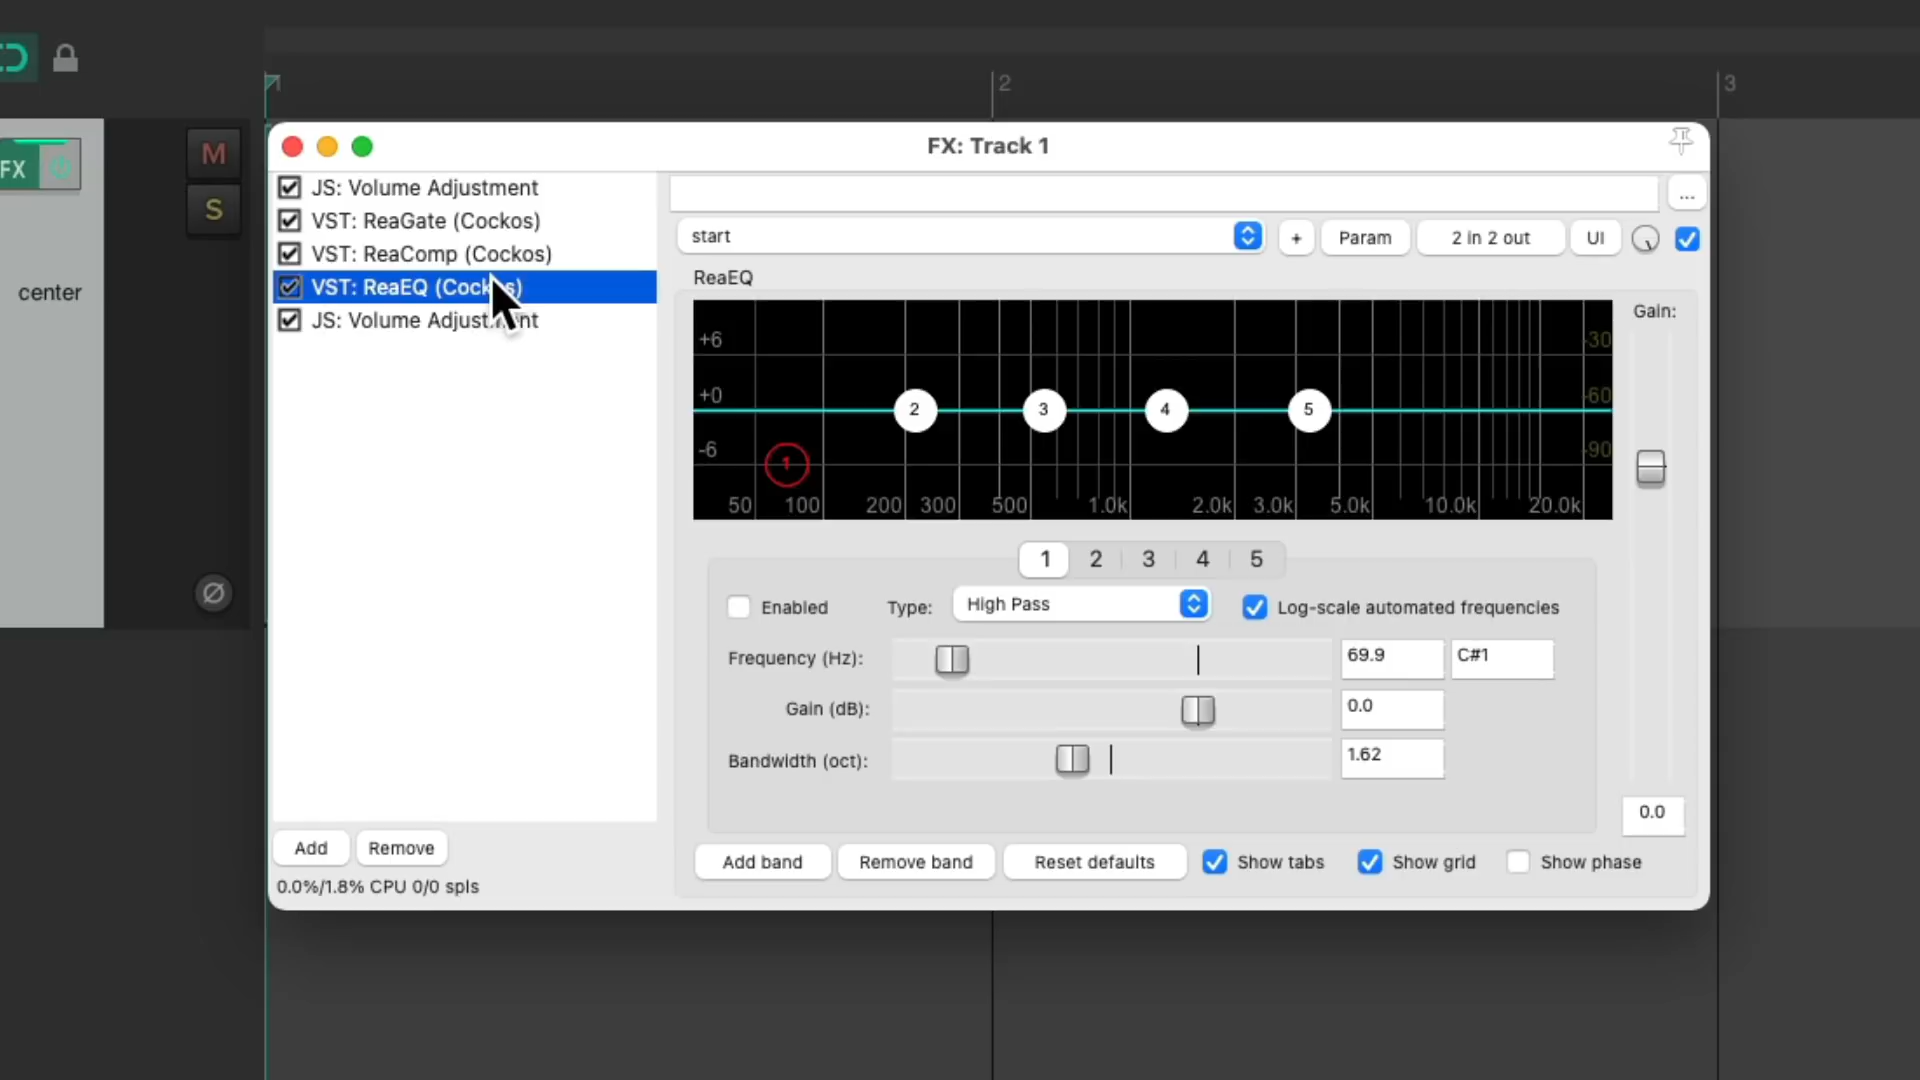 1 2 3
FX: Track 1
FX
M
S
center
Ø
JS: Volume Adjustment
VST: ReaGate (Cockos)
VST: ReaComp (Cockos)
VST: ReaEQ
JS: Volume
Add Remove
0.0%/1.8% CPU 0/0 spls
...
start + Param 2 in 2 out UI
ReaEQ
Gain:
+6 -30
+0 -60
-6 -90
2 3 4 5
1
50 100 200 300 500 1.0k 2.0k 3.0k 5.0k 10.0k 20.0k
1 2 3 4 5
Enabled Type: High Pass Log-scale automated frequencies
Frequency (Hz): 69.9 C#1
Gain (dB): 0.0
Bandwidth (oct): 1.62
0.0
Add band Remove band Reset defaults Show tabs Show grid Show phase